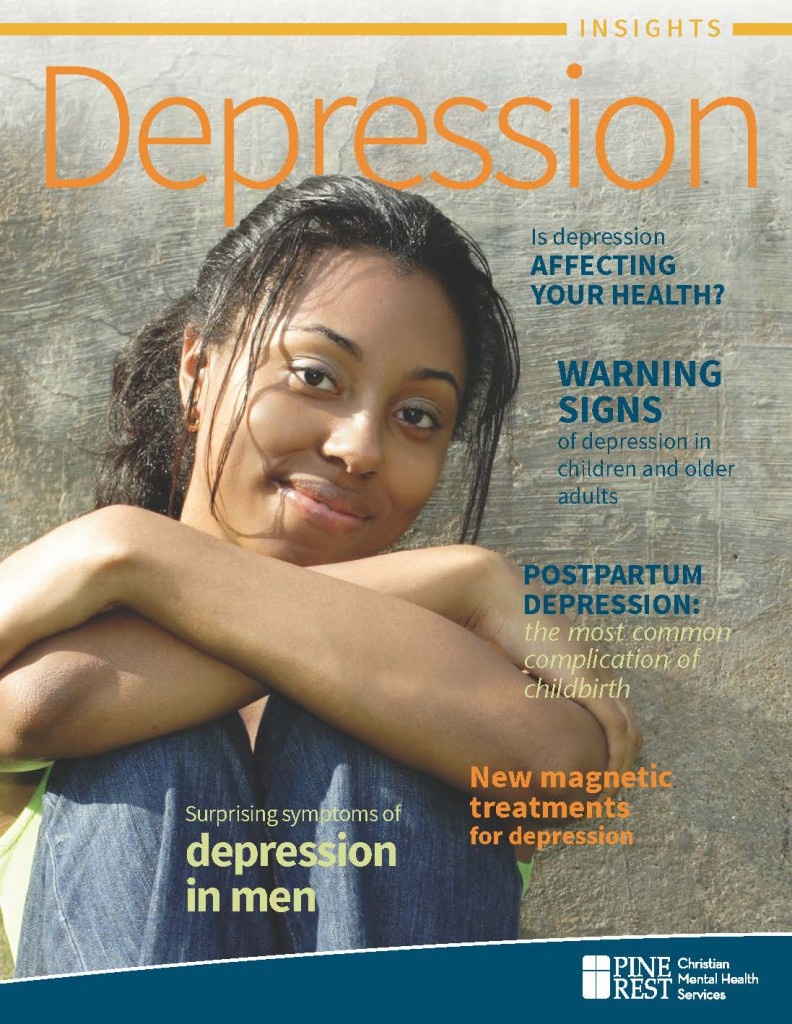 INSIGHTS
Depression
Is depression
AFFECTING
YOUR HEALTH?
WARNING
SIGNS
of depression in
children and older
adults
POSTPARTUM
DEPRESSION:
the most common
complication of
childbirth
New magnetic
treatments
for depression
Surprising symptoms of
depression
in men
PINE
REST
Christian
Mental Health
Services